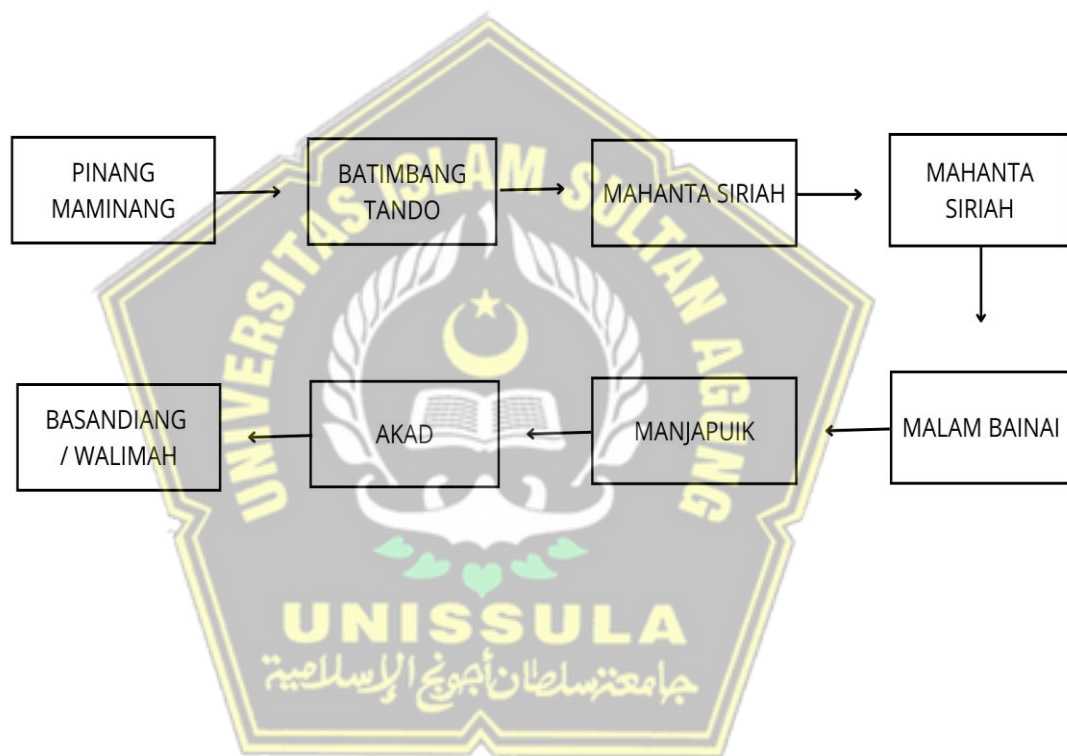 PINANG
MAMINANG
BATIMBANG
TANDO
MAHANTA SIRIAH
MAHANTA
SIRIAH
MALAM BAINAI
MANJAPUIK
AKAD
BASANDIANG
/ WALIMAH
UNIVERSITAS ISLAM SULTAN AGUNG
UNISSULA
جامعة سلطان أجونج الإسلامية